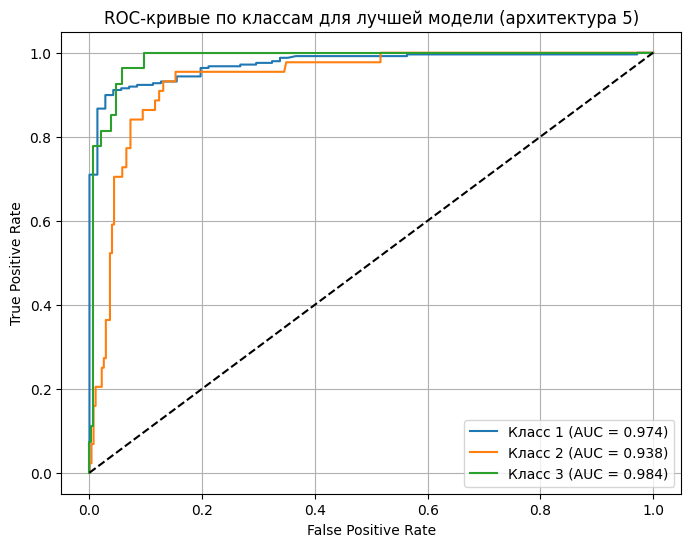 ROC-кривые по классам для лучшей модели (архитектура 5)
True Positive Rate
1.0
0.8
0.6
0.4
0.2
0.0
0.0 0.2 0.4 0.6 0.8 1.0
False Positive Rate
Класс 1 (AUC = 0.974)
Класс 2 (AUC = 0.938)
Класс 3 (AUC = 0.984)